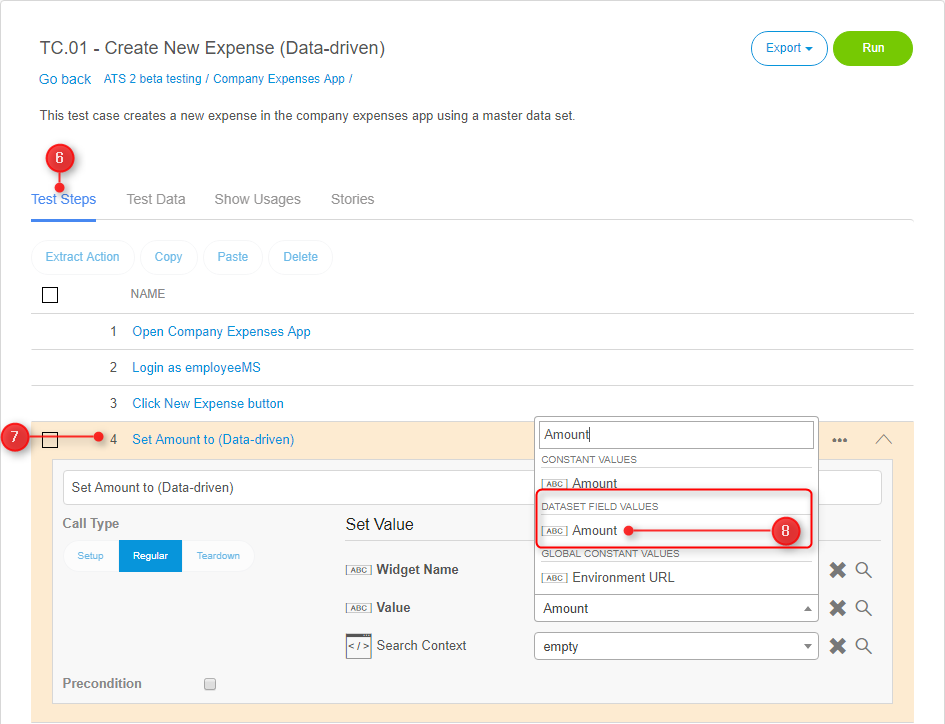 TC.01 - Create New Expense (Data-driven)
Export
Run
Go back ATS 2 beta testing / Company Expenses App /
This test case creates a new expense in the company expenses app using a master data set.
6
Test Steps Test Data Show Usages Stories
Extract Action Copy Paste Delete
NAME
1 Open Company Expenses App
2 Login as employeeMS
3 Click New Expense button
7 4 Set Amount to (Data-driven) Amount
CONSTANT VALUES
ABC Amount
Set Amount to (Data-driven)
DATASET FIELD VALUES
Call Type Set Value ABC Amount 8
Setup Regular Teardown
GLOBAL CONSTANT VALUES
ABC Widget Name ABC Environment URL
ABC Value Amount
</> Search Context empty
Precondition